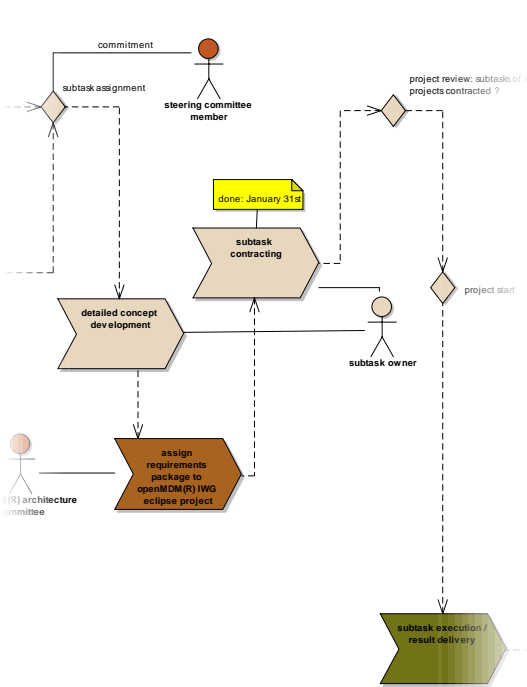 commitment
subtask assignment
steering committee
member
project review: subtasks of
projects contracted ?
done: January 31st
subtask
contracting
detailed concept
development
project start
subtask owner
assign
requirements
package to
openMDM(R) IWG
eclipse project
(R) architecture
ommittee
subtask execution /
result delivery